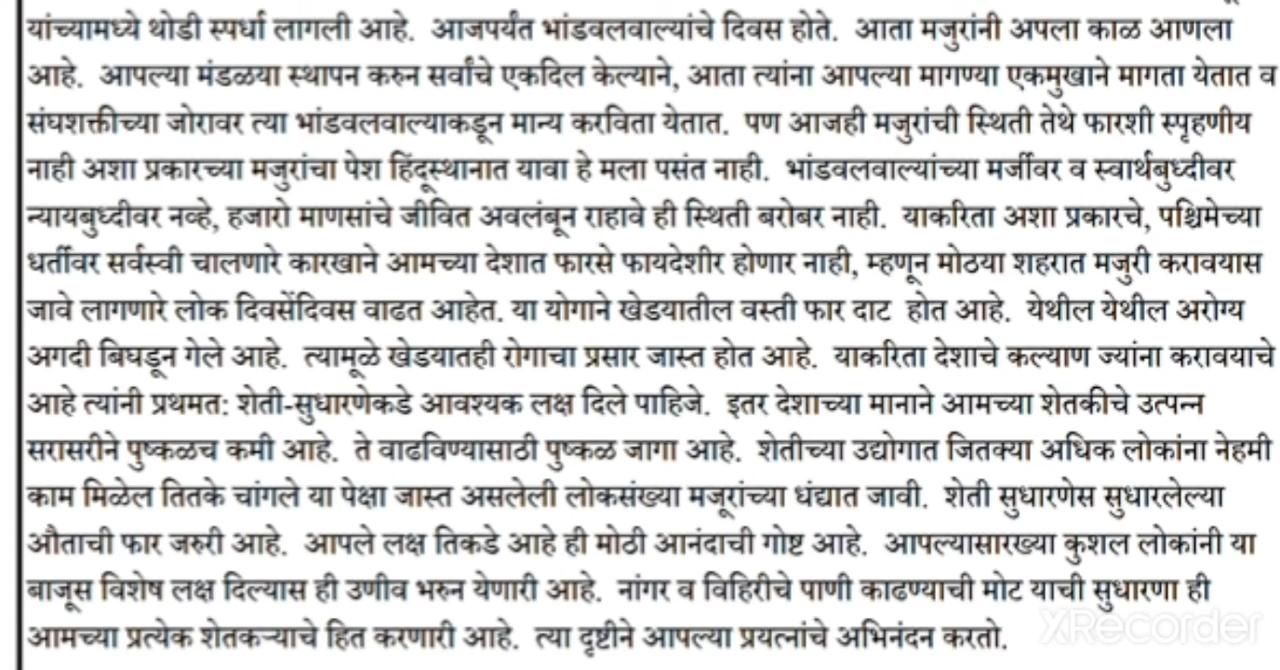 यांच्यामध्ये थोडी स्पर्धा लागली आहे. आजपर्यंत भांडवलवाल्यांचे दिवस होते. आता मजुरांनी अपला काळ आणला
आहे. आपल्या मंडळया स्थापन करुन सर्वांचे एकदिल केल्याने, आता त्यांना आपल्या मागण्या एकमुखाने मागता येतात व
संघशक्तीच्या जोरावर त्या भांडवलवाल्याकडून मान्य करविता येतात. पण आजही मजुरांची स्थिती तेथे फारशी स्पृहणीय
नाही अशा प्रकारच्या मजुरांचा पेश हिंदूस्थानात यावा हे मला पसंत नाही. भांडवलवाल्यांच्या मर्जीवर व स्वार्थबुध्दीवर
न्यायबुध्दीवर नव्हे, हजारो माणसांचे जीवित अवलंबून राहावे ही स्थिती बरोबर नाही. याकरिता अशा प्रकारचे, पश्चिमेच्या
धर्तीवर सर्वस्वी चालणारे कारखाने आमच्या देशात फारसे फायदेशीर होणार नाही, म्हणून मोठया शहरात मजुरी करावयास
जावे लागणारे लोक दिवसेंदिवस वाढत आहेत. या योगाने खेडयातील वस्ती फार दाट होत आहे. येथील येथील अरोग्य
अगदी बिघडून गेले आहे. त्यामूळे खेडयातही रोगाचा प्रसार जास्त होत आहे. याकरिता देशाचे कल्याण ज्यांना करावयाचे
आहे त्यांनी प्रथमत: शेती-सुधारणेकडे आवश्यक लक्ष दिले पाहिजे. इतर देशाच्या मानाने आमच्या शेतकीचे उत्पन्न
सरासरीने पुष्कळच कमी आहे. ते वाढविण्यासाठी पुष्कळ जागा आहे. शेतीच्या उद्योगात जितक्या अधिक लोकांना नेहमी
काम मिळेल तितके चांगले या पेक्षा जास्त असलेली लोकसंख्या मजूरांच्या धंद्यात जावी. शेती सुधारणेस सुधारलेल्या
औताची फार जरुरी आहे. आपले लक्ष तिकडे आहे ही मोठी आनंदाची गोष्ट आहे. आपल्यासारख्या कुशल लोकांनी या
बाजूस विशेष लक्ष दिल्यास ही उणीव भरुन येणारी आहे. नांगर व विहिरीचे पाणी काढण्याची मोट याची सुधारणा ही
आमच्या प्रत्येक शेतकऱ्याचे हित करणारी आहे. त्या दृष्टीने आपल्या प्रयत्नांचे अभिनंदन करतो.
XRecorder